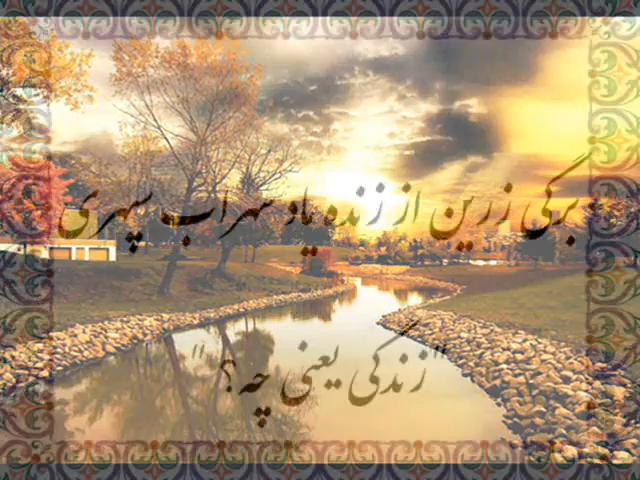 برگی زرین از زنده یاد سهراب سپهری
"زندگی یعنی چه؟"